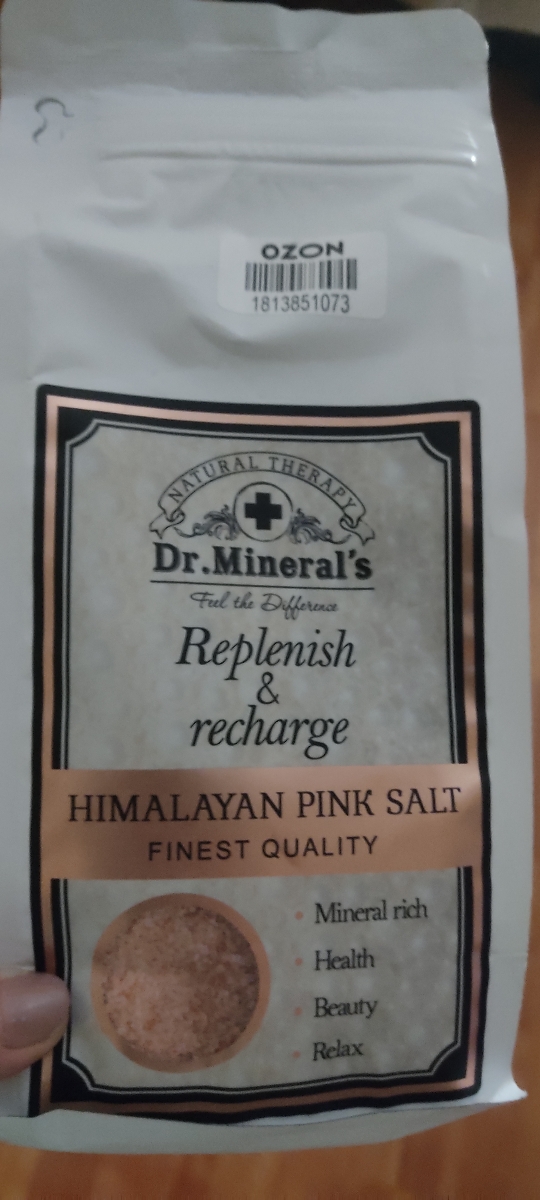 OZON
1813851073
NATURAL THERAPY
Dr.Mineral's
Feel the Difference
Replenish
&
recharge
HIMALAYAN PINK SALT
FINEST QUALITY
Mineral rich
Health
Beauty
Relax